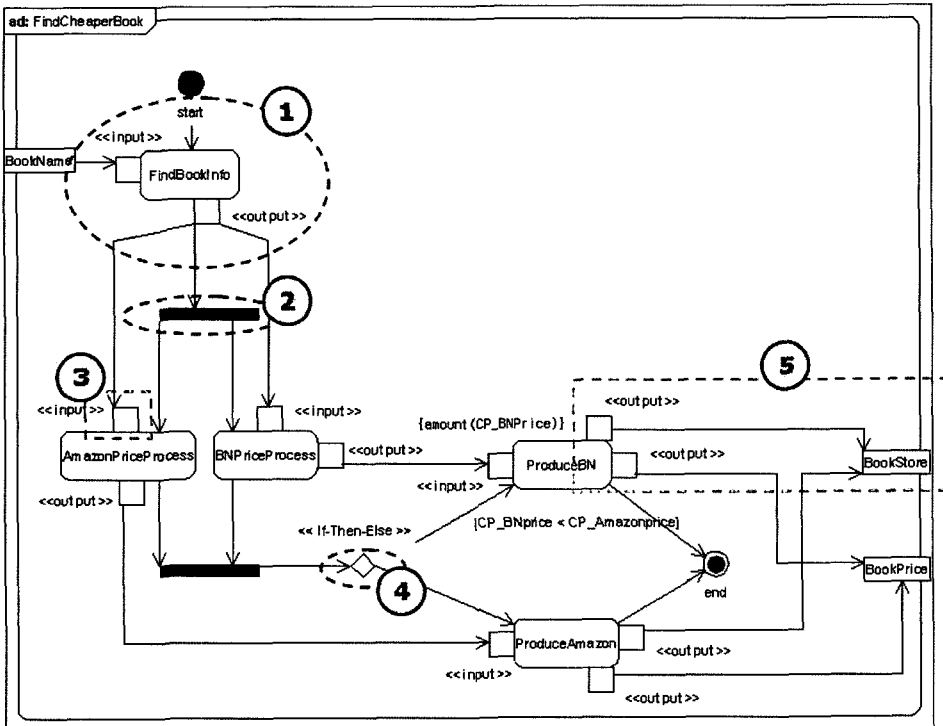 ad: FindCheaperBook
1
start
<<input>>
BookName
FindBookInfo
<<output>>
2
3
5
<<input>>
<<input>>
<<output>>
{amount (CP_BNPrice)}
AmazonPriceProcess
BNPriceProcess
<<output>>
ProduceBN
<<output>>
BookStore
<<output>>
<<input>>
<< If-Then-Else >>
[CP_BNprice < CP_Amazonprice]
4
end
BookPrice
ProduceAmazon
<<output>>
<<input>>
<<output>>